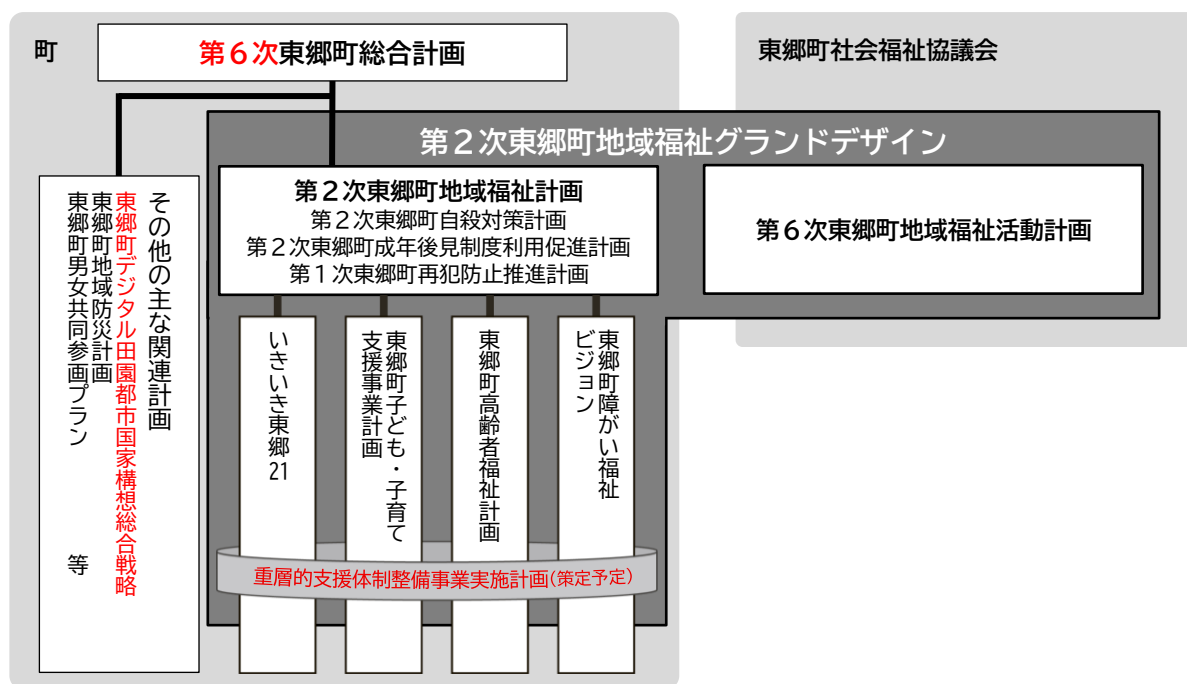 町
第６次東郷町総合計画
東郷町社会福祉協議会
第２次東郷町地域福祉グランドデザイン
第２次東郷町地域福祉計画
第２次東郷町自殺対策計画
第２次東郷町成年後見制度利用促進計画
第１次東郷町再犯防止推進計画
第６次東郷町地域福祉活動計画
その他の主な関連計画
東郷町デジタル田園都市国家構想総合戦略
東郷町地域防災計画
東郷町男女共同参画プラン　等
いきいき東郷21
東郷町子ども・子育て
支援事業計画
東郷町高齢者福祉計画
東郷町障がい福祉
ビジョン
重層的支援体制整備事業実施計画(策定予定)